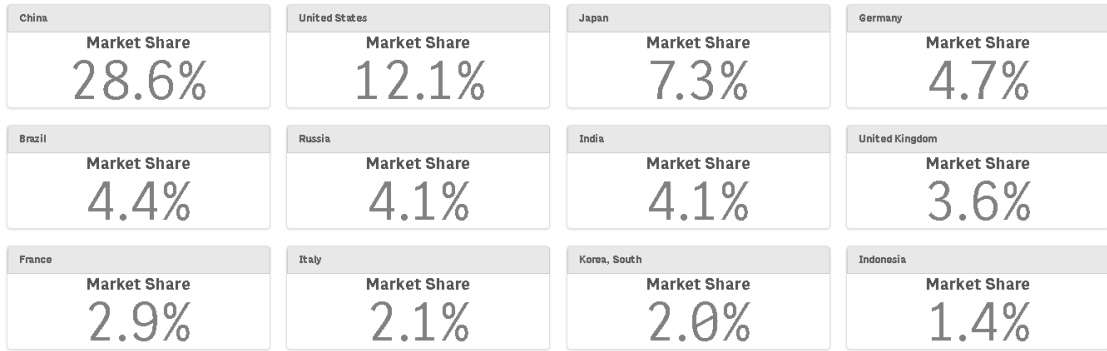 China
Market Share
28.6%
United States
Market Share
12.1%
Japan
Market Share
7.3%
Germany
Market Share
4.7%
Brazil
Market Share
4.4%
Russia
Market Share
4.1%
India
Market Share
4.1%
United Kingdom
Market Share
3.6%
France
Market Share
2.9%
Italy
Market Share
2.1%
Korea, South
Market Share
2.0%
Indonesia
Market Share
1.4%